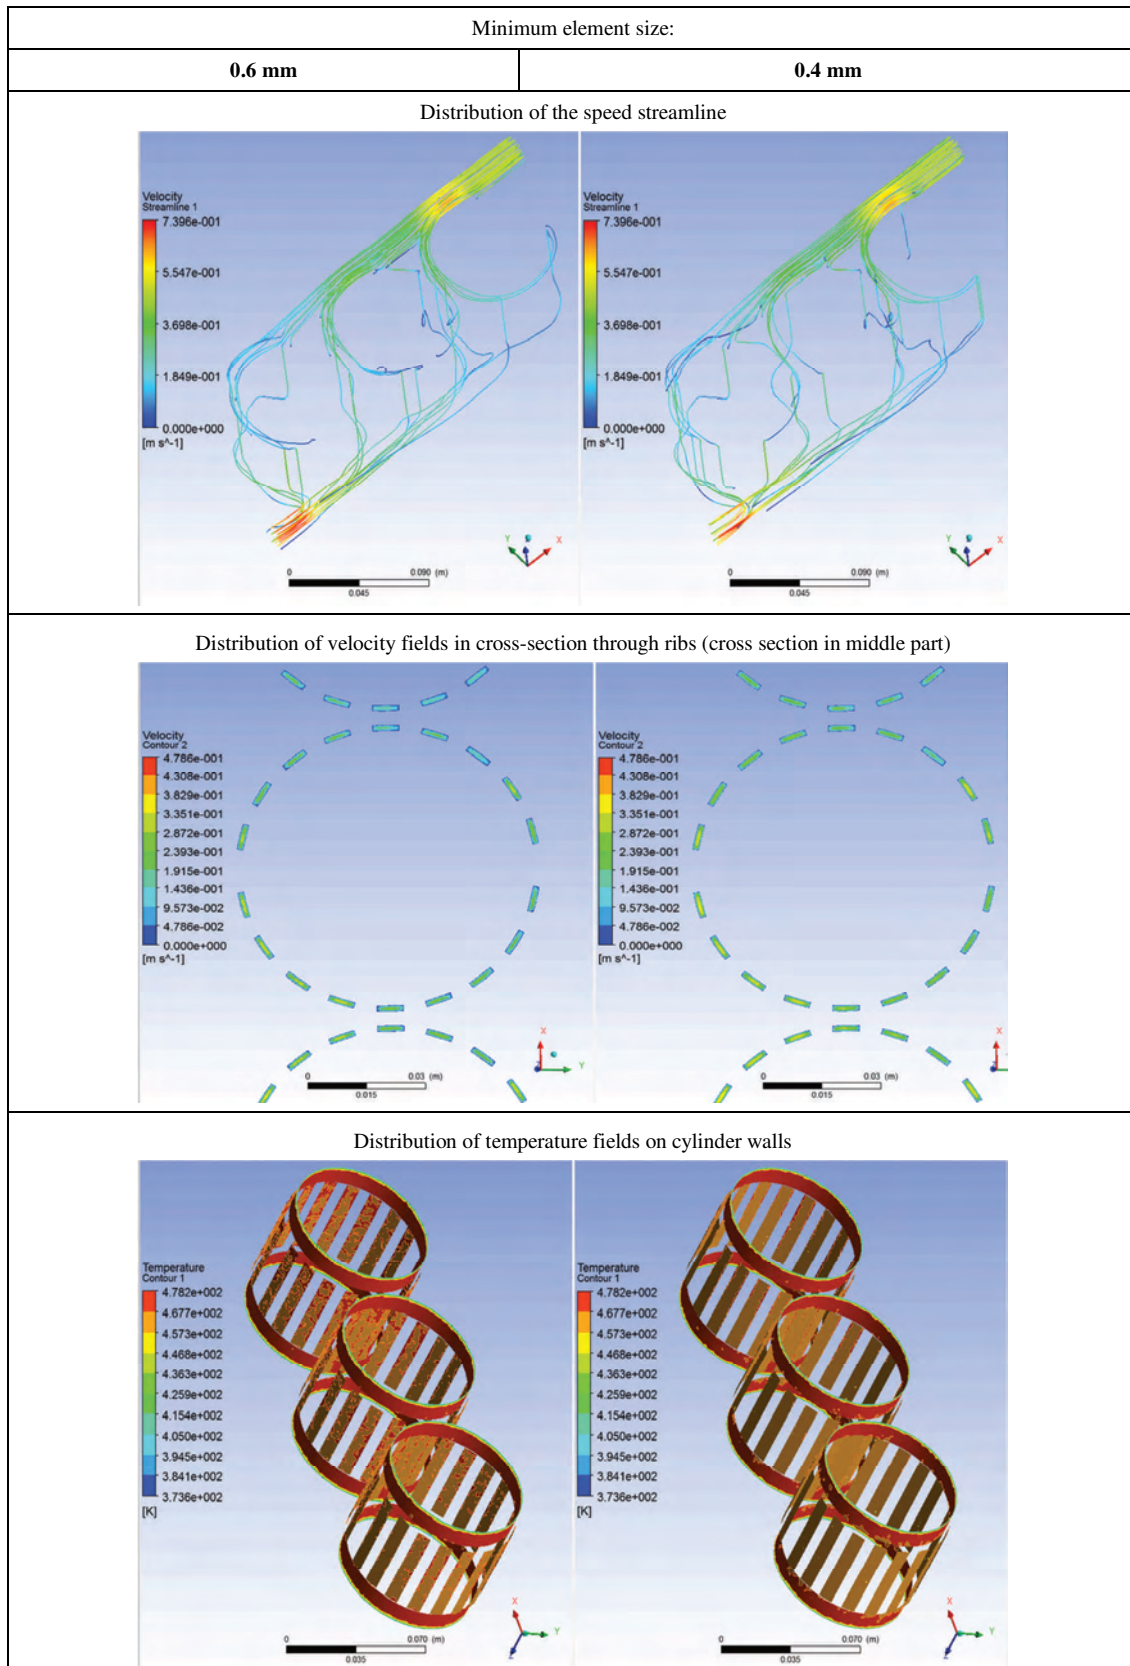 Minimum element size:
0.6 mm
0.4 mm
Distribution of the speed streamline
Velocity
Streamline 1
7.396e-001
5.547e-001
3.698e-001
1.849e-001
0.000e+000
[m s^-1]
Y
X
0
0.090 (m)
0.045
Velocity
Streamline 1
7.396e-001
5.547e-001
3.698e-001
1.849e-001
0.000e+000
[m s^-1]
Y
X
0
0.090 (m)
0.045
Distribution of velocity fields in cross-section through ribs (cross section in middle part)
Velocity
Contour 2
4.786e-001
4.308e-001
3.829e-001
3.351e-001
2.872e-001
2.393e-001
1.915e-001
1.436e-001
9.573e-002
4.786e-002
0.000e+000
[m s^-1]
X
Y
0
0.03 (m)
0.015
Velocity
Contour 2
4.786e-001
4.308e-001
3.829e-001
3.351e-001
2.872e-001
2.393e-001
1.915e-001
1.436e-001
9.573e-002
4.786e-002
0.000e+000
[m s^-1]
X
0
0.03 (m)
0.015
Distribution of temperature fields on cylinder walls
Temperature
Contour 1
4.782e+002
4.677e+002
4.573e+002
4.468e+002
4.363e+002
4.259e+002
4.154e+002
4.050e+002
3.945e+002
3.841e+002
3.736e+002
[K]
X
Y
Z
0
0.070 (m)
0.035
Temperature
Contour 1
4.782e+002
4.677e+002
4.573e+002
4.468e+002
4.363e+002
4.259e+002
4.154e+002
4.050e+002
3.945e+002
3.841e+002
3.736e+002
[K]
X
Y
Z
0
0.070 (m)
0.035